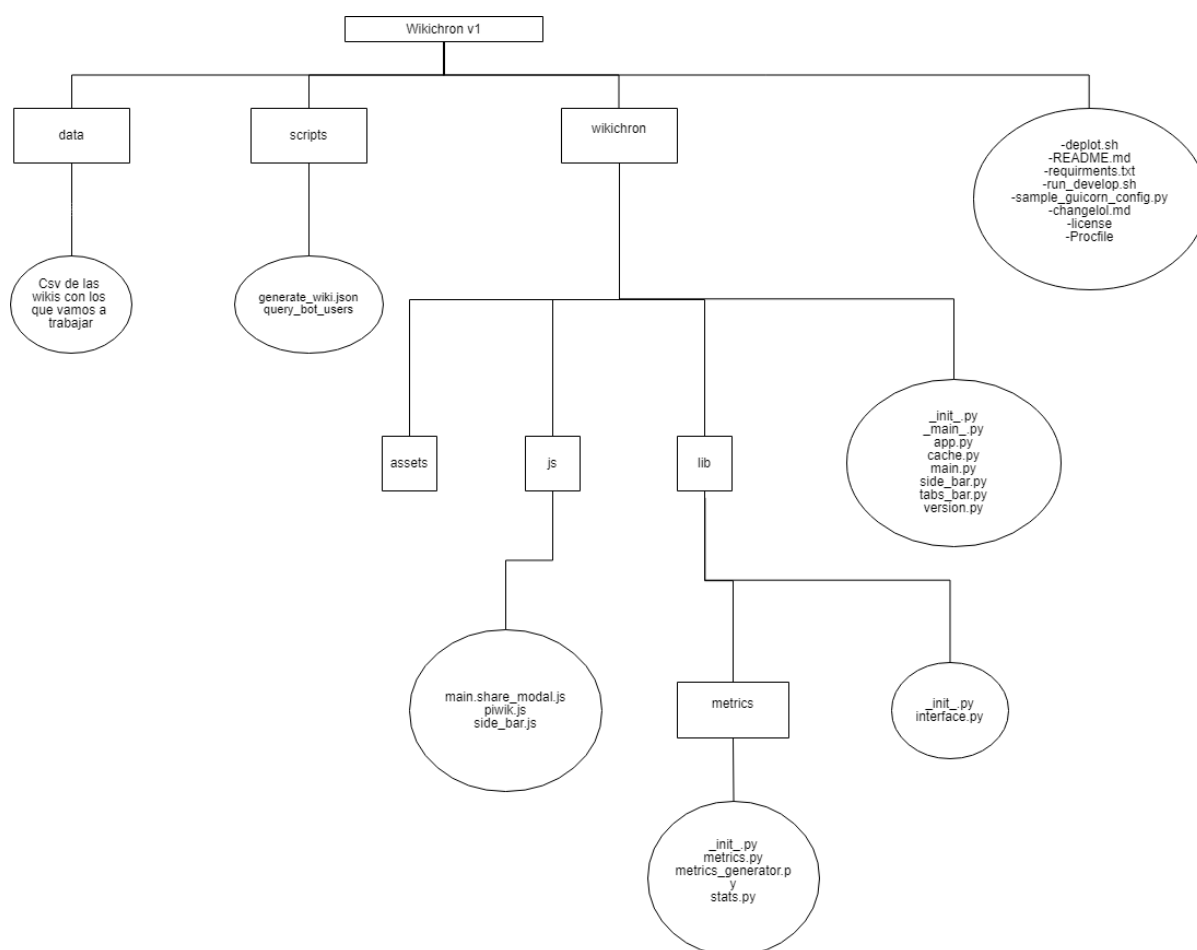 Wikichron v1
data
scripts
wikichron
-deplot.sh
-README.md
-requirments.txt
-run_develop.sh
-sample_guicorn_config.py
-changelol.md
-license
-Procfile
Csv de las
wikis con los
que vamos a
trabajar
generate_wiki.json
query_bot_users
_init_.py
_main_.py
app.py
cache.py
main.py
side_bar.py
tabs_bar.py
version.py
assets
js
lib
main.share_modal.js
piwik.js
side_bar.js
metrics
_init_.py
interface.py
_init_.py
metrics.py
metrics_generator.p
y
stats.py